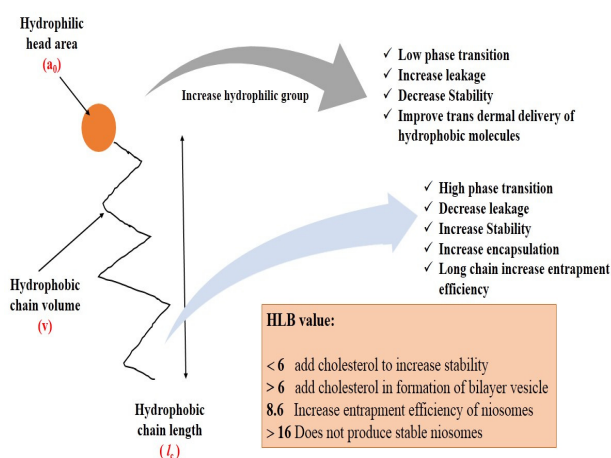 Hydrophilic
head area
(a₀)
Increase hydrophilic group
✓ Low phase transition
✓ Increase leakage
✓ Decrease Stability
✓ Improve trans dermal delivery of
hydrophobic molecules
✓ High phase transition
✓ Decrease leakage
✓ Increase Stability
✓ Increase encapsulation
✓ Long chain increase entrapment
efficiency
Hydrophobic
chain volume
(v)
HLB value:
< 6 add cholesterol to increase stability
> 6 add cholesterol in formation of bilayer vesicle
8.6 Increase entrapment efficiency of niosomes
> 16 Does not produce stable niosomes
Hydrophobic
chain length
(lc)